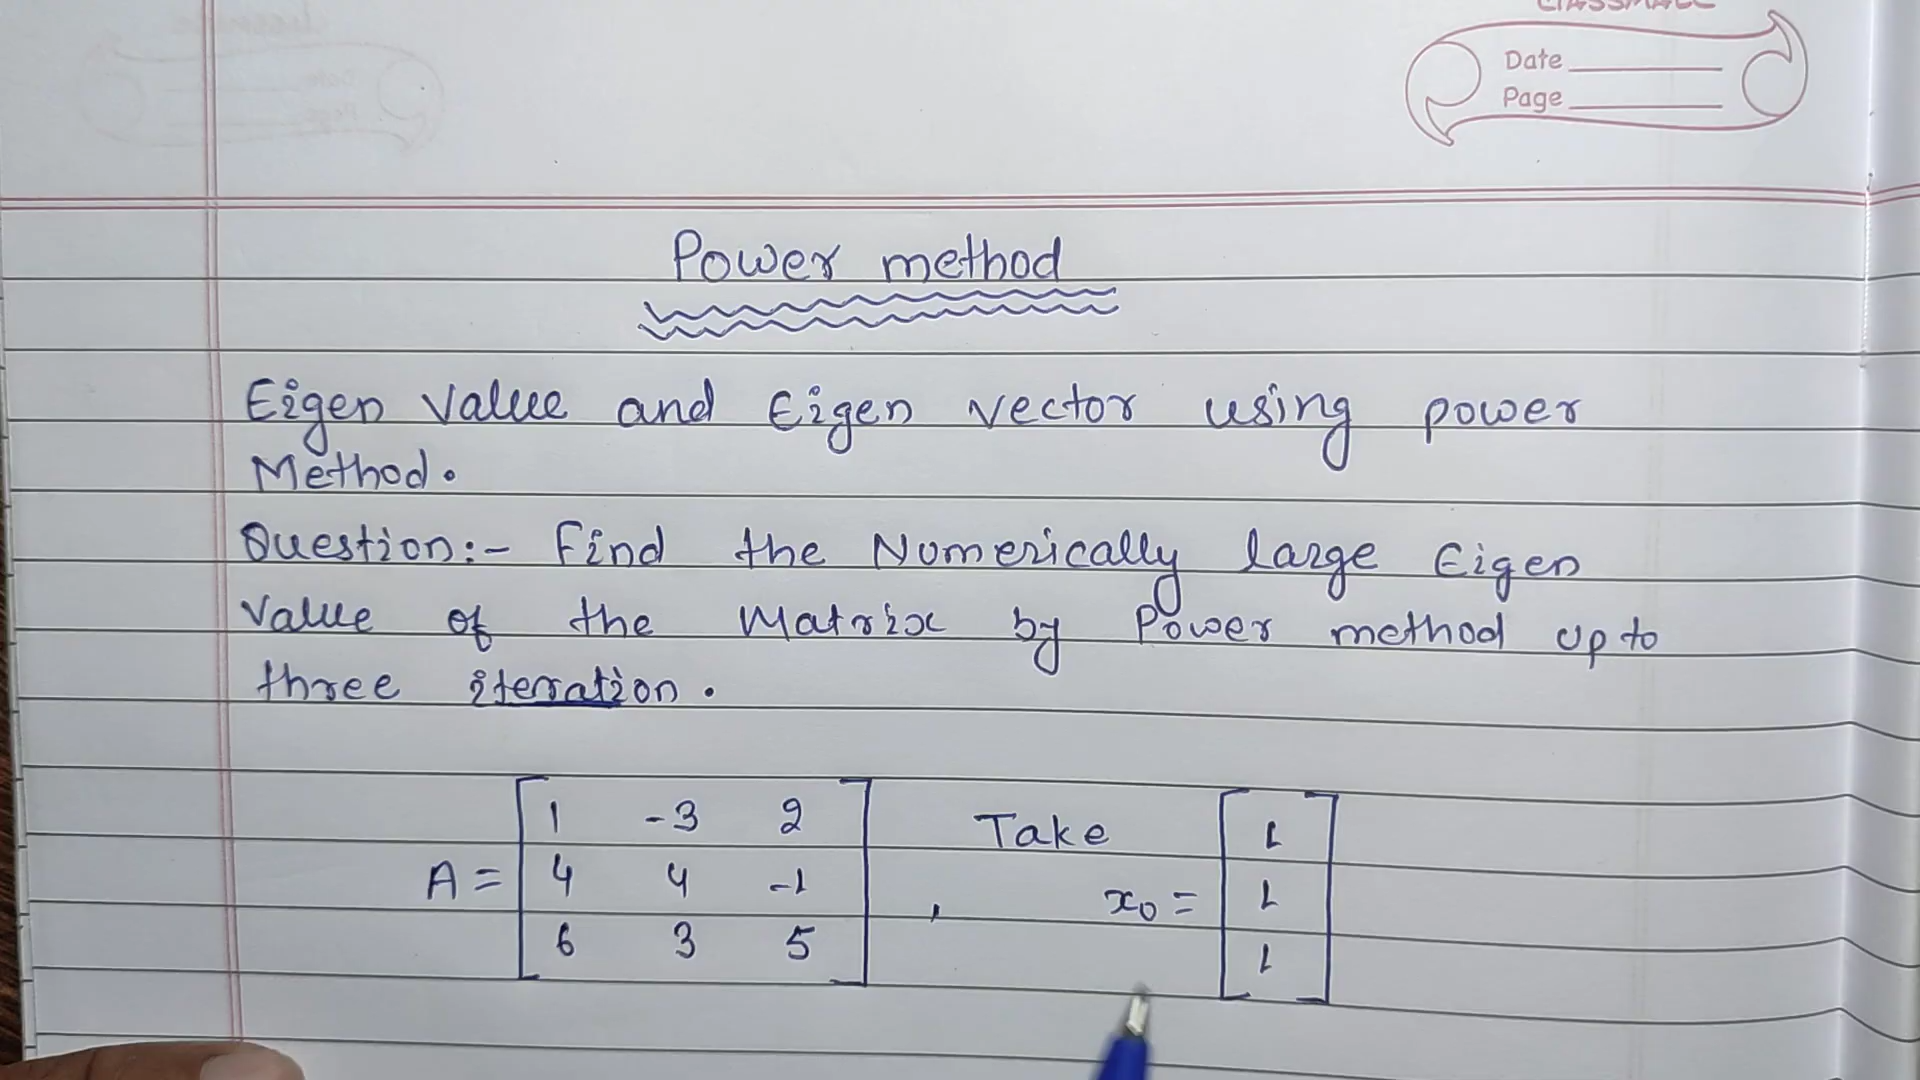 Date
Page
Power method
Eigen value and Eigen vector using power
Method.
Question:- Find the Numerically large Eigen
value of the Matrix by Power method up to
three iteration.
A = [ 1 -3 2
4 4 -1
6 3 5 ] , Take x₀ = [ 1
1
1 ]